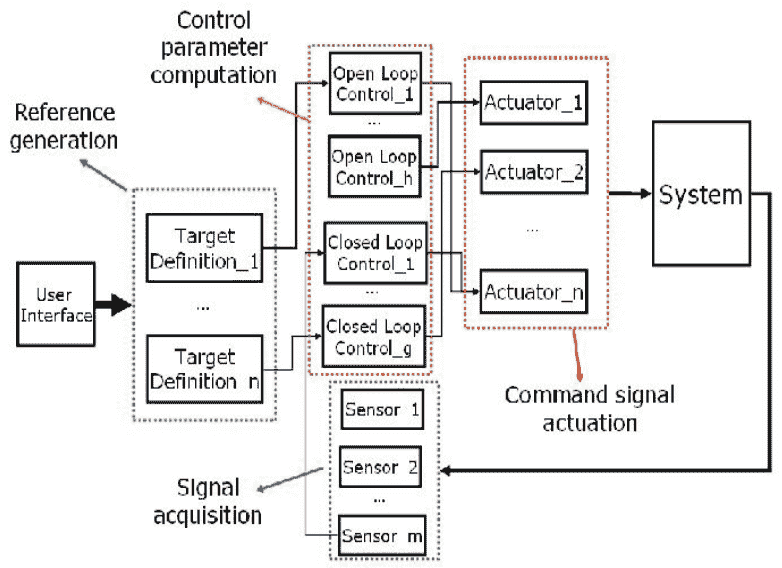 Control
parameter
computation
Reference
generation
Open Loop
Control_1
...
Open Loop
Control_h
Closed Loop
Control_1
...
Closed Loop
Control_g
Actuator_1
Actuator_2
...
Actuator_n
System
Target
Definition_1
...
Target
Definition n
User
Interface
Sensor 1
Sensor 2
...
Sensor m
Command signal
actuation
Signal
acquisition